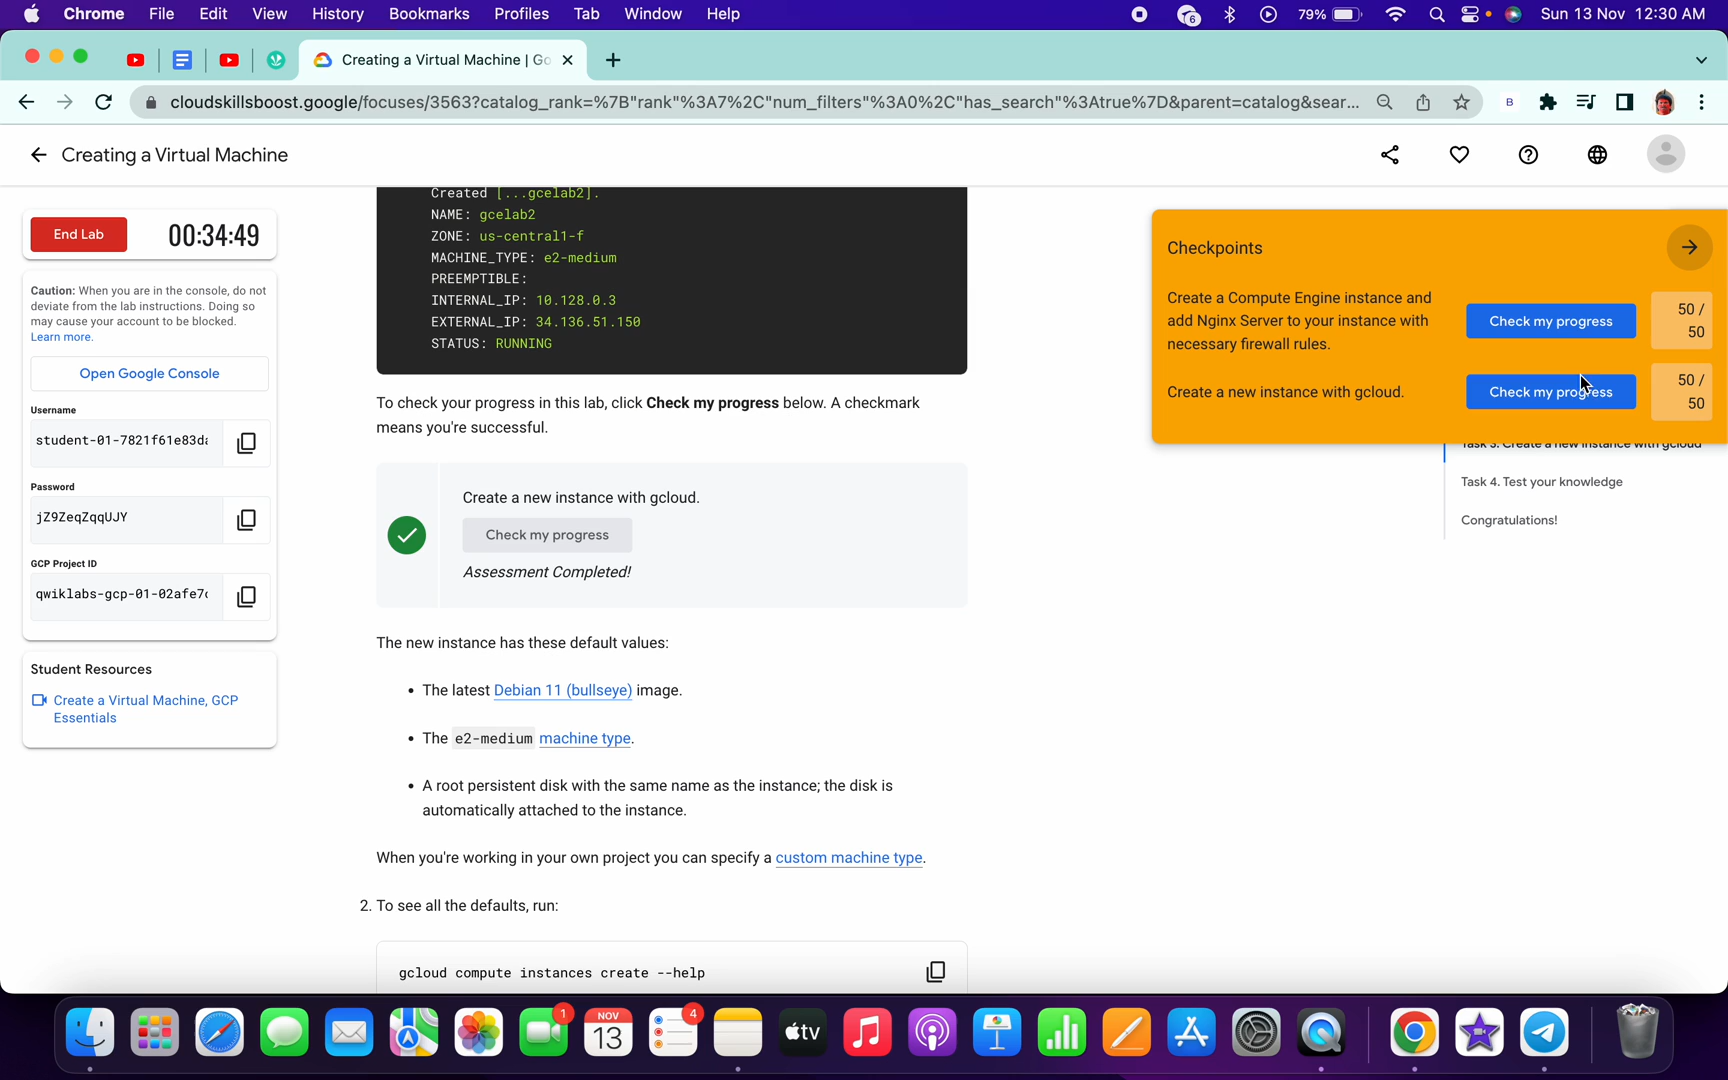 Chrome File Edit View History Bookmarks Profiles Tab Window Help 6 79% Sun 13 Nov 12:30 AM
Creating a Virtual Machine | Go
cloudskillsboost.google/focuses/3563?catalog_rank=%7B"rank"%3A7%2C"num_filters"%3A0%2C"has_search"%3Atrue%7D&parent=catalog&sear... B
Creating a Virtual Machine
End Lab 00:34:49
Caution: When you are in the console, do not
deviate from the lab instructions. Doing so
may cause your account to be blocked.
Learn more.
Open Google Console
Username
student-01-7821f61e83d
Password
jZ9ZeqZqqUJY
GCP Project ID
qwiklabs-gcp-01-02afe7
Student Resources
Create a Virtual Machine, GCP
Essentials
Created [...gcelab2].
NAME: gcelab2
ZONE: us-central1-f
MACHINE_TYPE: e2-medium
PREEMPTIBLE:
INTERNAL_IP: 10.128.0.3
EXTERNAL_IP: 34.136.51.150
STATUS: RUNNING
To check your progress in this lab, click Check my progress below. A checkmark
means you're successful.
Create a new instance with gcloud.
Check my progress
Assessment Completed!
The new instance has these default values:
• The latest Debian 11 (bullseye) image.
• The e2-medium machine type.
• A root persistent disk with the same name as the instance; the disk is
automatically attached to the instance.
When you're working in your own project you can specify a custom machine type.
2. To see all the defaults, run:
gcloud compute instances create --help
Checkpoints
Create a Compute Engine instance and
add Nginx Server to your instance with
necessary firewall rules.
Check my progress
50 /
50
Create a new instance with gcloud.
Check my progress
50 /
50
Task 3. Create a new instance with gcloud
Task 4. Test your knowledge
Congratulations!
1
NOV
13
4
tv